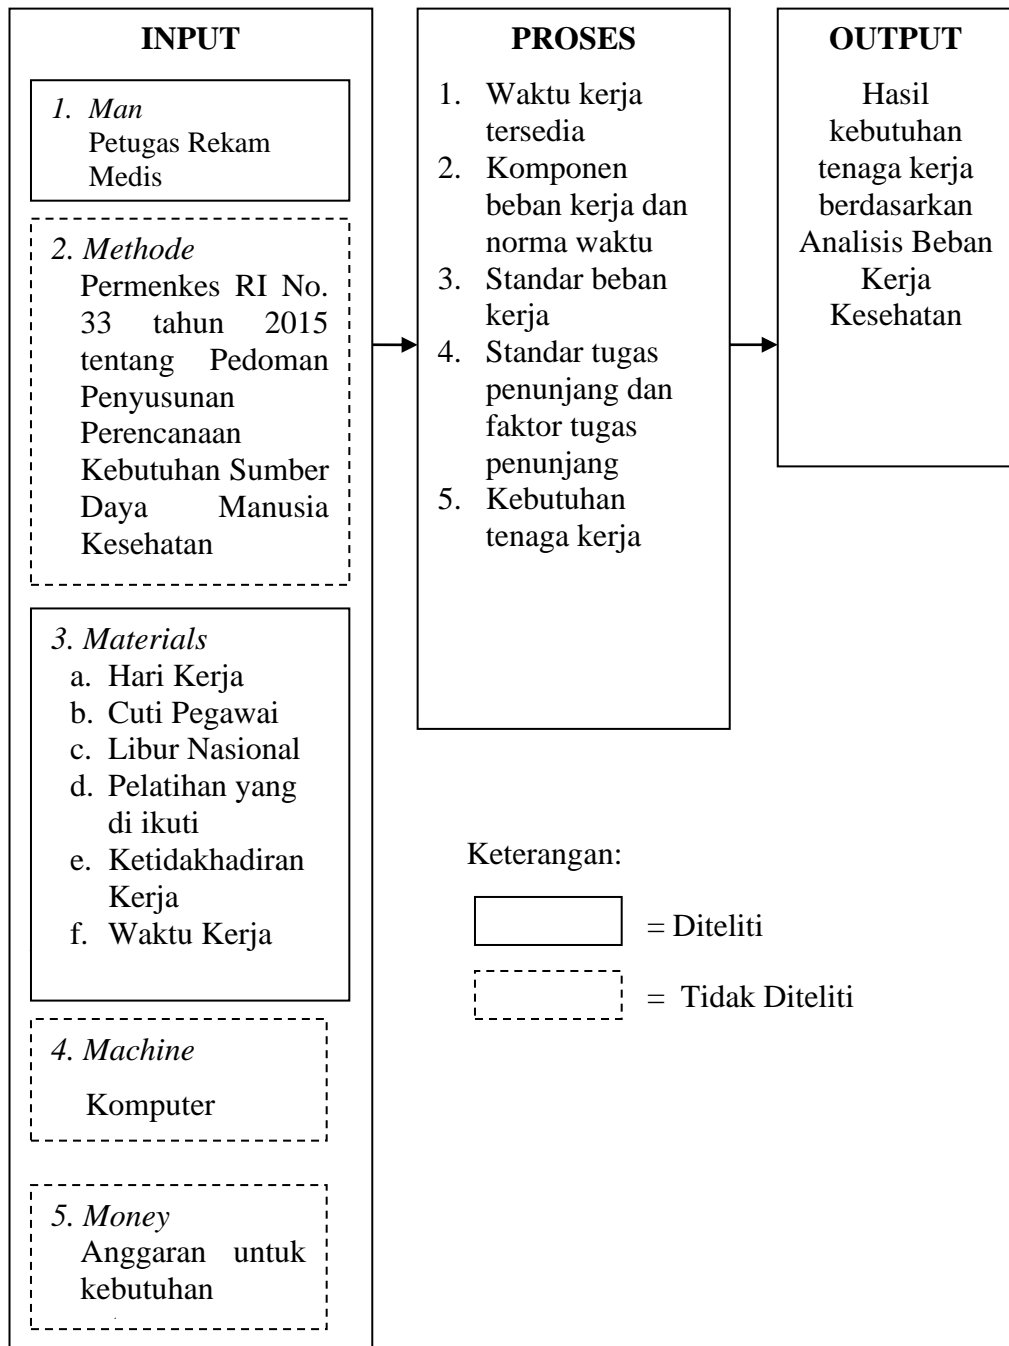 INPUT
1. Man
Petugas Rekam
Medis
2. Methode
Permenkes RI No.
33 tahun 2015
tentang Pedoman
Penyusunan
Perencanaan
Kebutuhan Sumber
Daya Manusia
Kesehatan
3. Materials
a. Hari Kerja
b. Cuti Pegawai
c. Libur Nasional
d. Pelatihan yang
di ikuti
e. Ketidakhadiran
Kerja
f. Waktu Kerja
4. Machine
Komputer
5. Money
Anggaran untuk
kebutuhan
PROSES
1. Waktu kerja
tersedia
2. Komponen
beban kerja dan
norma waktu
3. Standar beban
kerja
4. Standar tugas
penunjang dan
faktor tugas
penunjang
5. Kebutuhan
tenaga kerja
OUTPUT
Hasil
kebutuhan
tenaga kerja
berdasarkan
Analisis Beban
Kerja
Kesehatan
Keterangan:
= Diteliti
= Tidak Diteliti